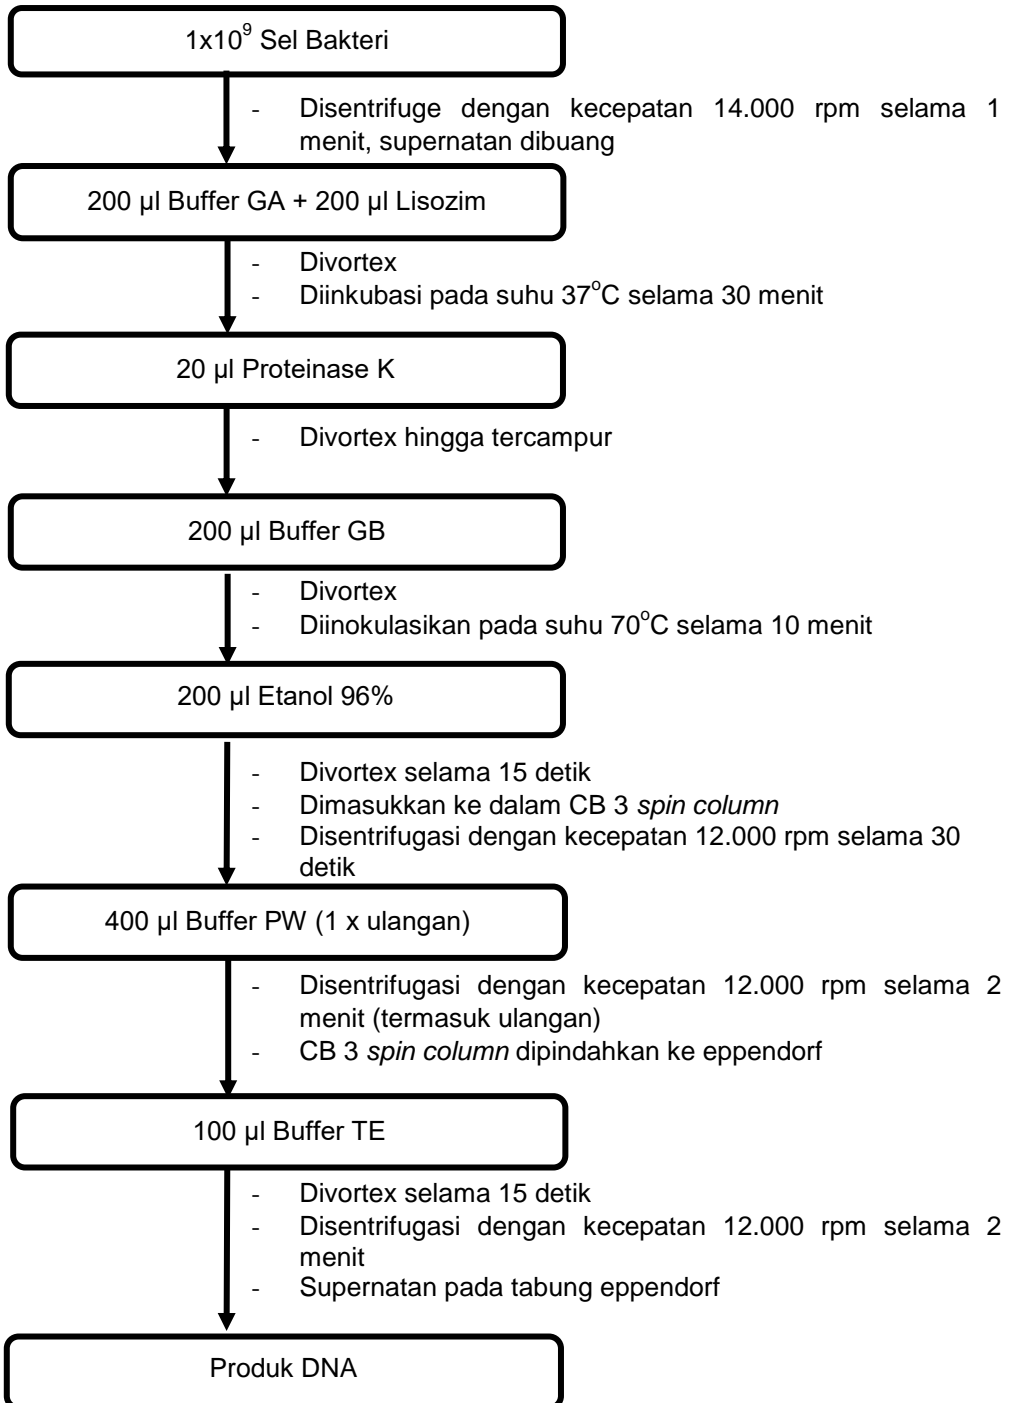 1x10⁹ Sel Bakteri
- Disentrifuge dengan kecepatan 14.000 rpm selama 1
menit, supernatan dibuang
200 µl Buffer GA + 200 µl Lisozim
- Divortex
- Diinkubasi pada suhu 37°C selama 30 menit
20 µl Proteinase K
- Divortex hingga tercampur
200 µl Buffer GB
- Divortex
- Diinokulasikan pada suhu 70°C selama 10 menit
200 µl Etanol 96%
- Divortex selama 15 detik
- Dimasukkan ke dalam CB 3 spin column
- Disentrifugasi dengan kecepatan 12.000 rpm selama 30
detik
400 µl Buffer PW (1 x ulangan)
- Disentrifugasi dengan kecepatan 12.000 rpm selama 2
menit (termasuk ulangan)
- CB 3 spin column dipindahkan ke eppendorf
100 µl Buffer TE
- Divortex selama 15 detik
- Disentrifugasi dengan kecepatan 12.000 rpm selama 2
menit
- Supernatan pada tabung eppendorf
Produk DNA